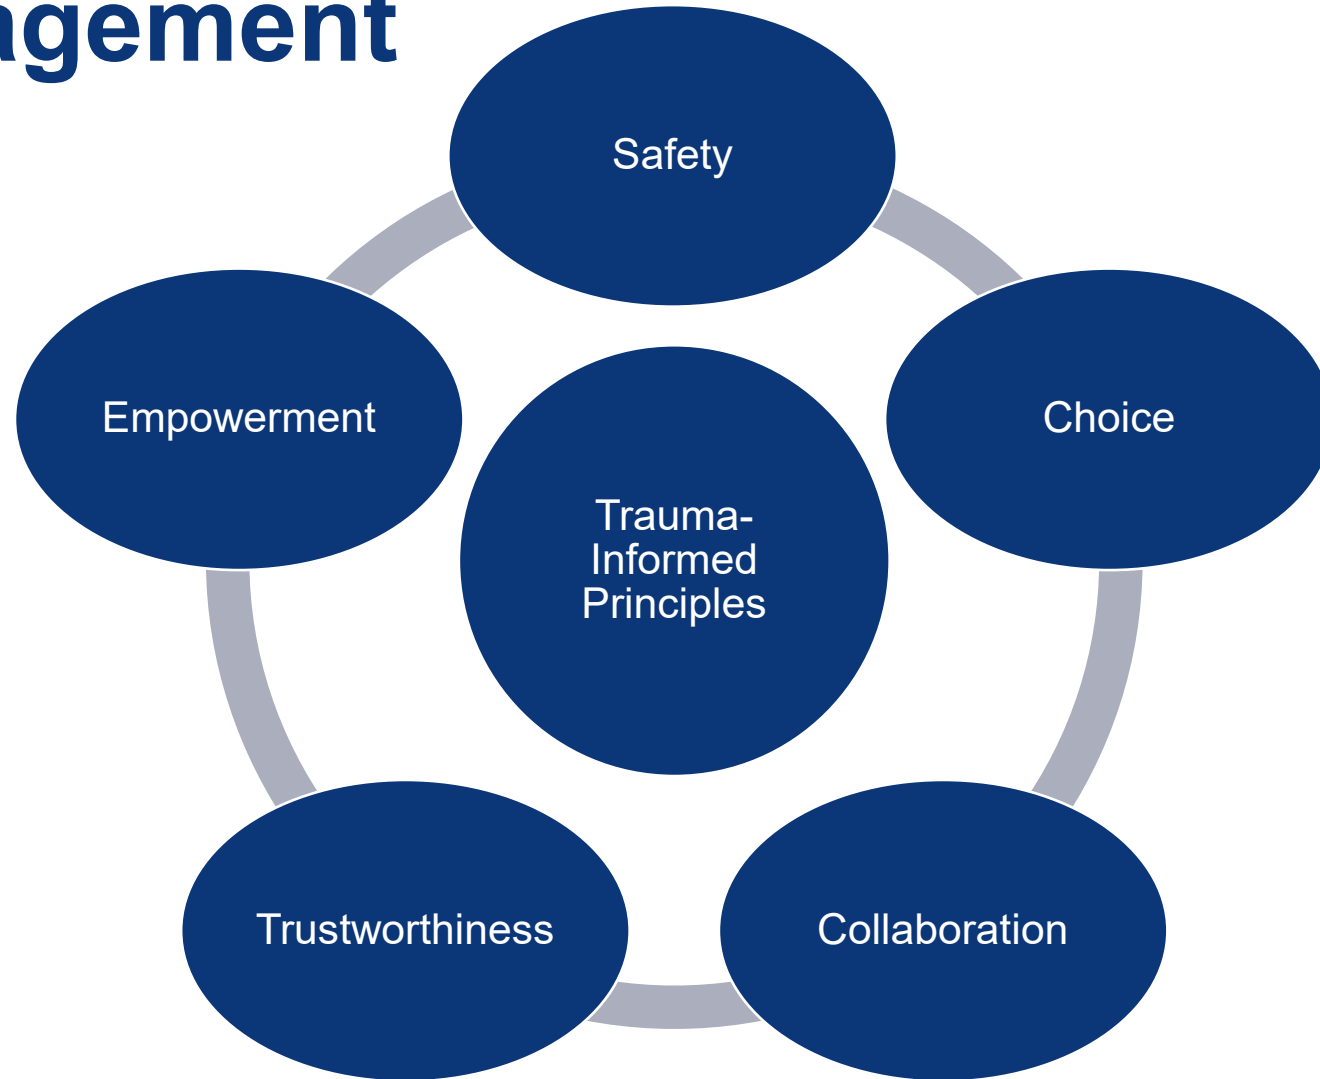 agement
Safety
Empowerment
Choice
Trauma-
Informed
Principles
Trustworthiness
Collaboration